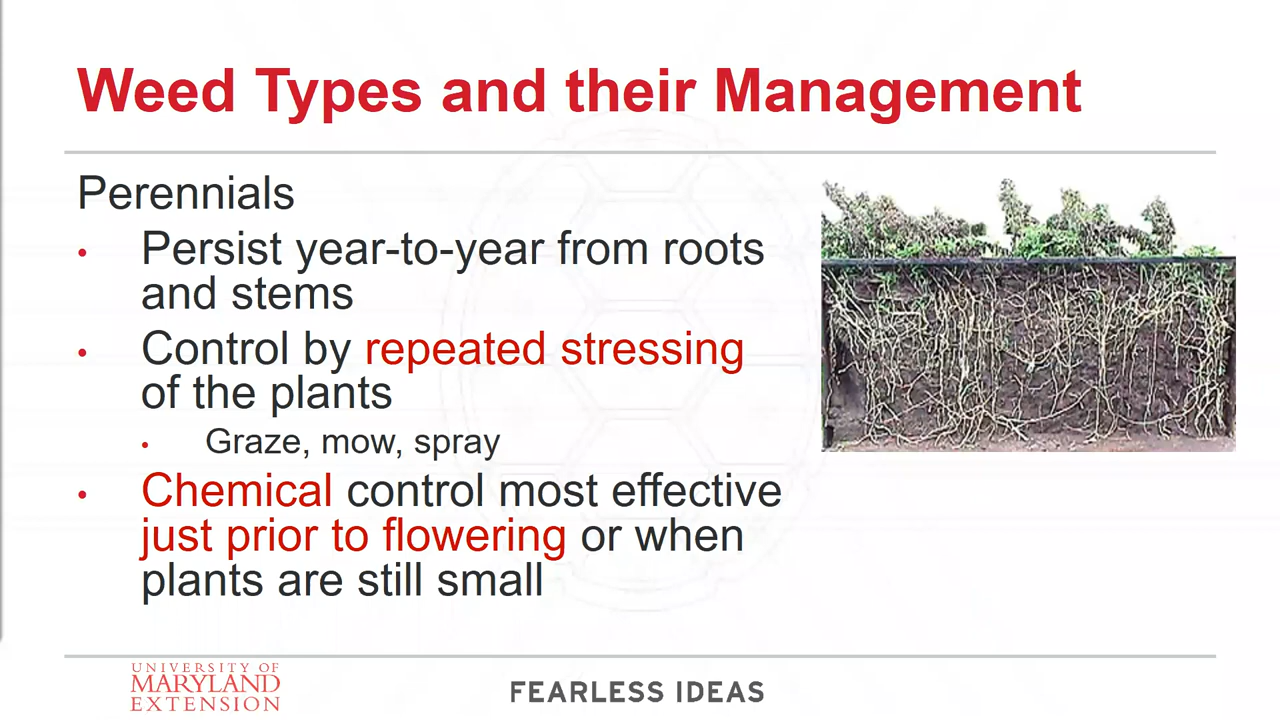 Weed Types and their Management
Perennials
• Persist year-to-year from roots
and stems
• Control by repeated stressing
of the plants
• Graze, mow, spray
• Chemical control most effective
just prior to flowering or when
plants are still small
UNIVERSITY OF
MARYLAND
EXTENSION
FEARLESS IDEAS